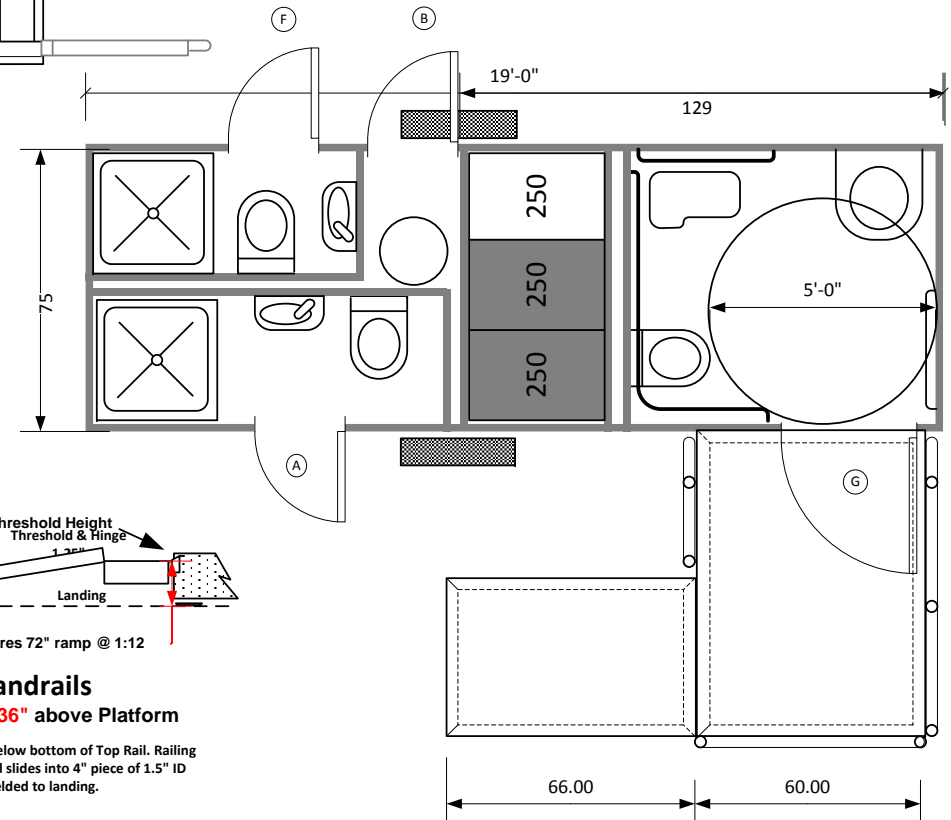 F
B
19'-0"
129
75
250
250
250
5'-0"
A
G
hreshold Height
Threshold & Hinge
1.25"
Landing
res 72" ramp @ 1:12
andrails
36" above Platform
elow bottom of Top Rail. Railing
l slides into 4" piece of 1.5" ID
elded to landing.
66.00
60.00